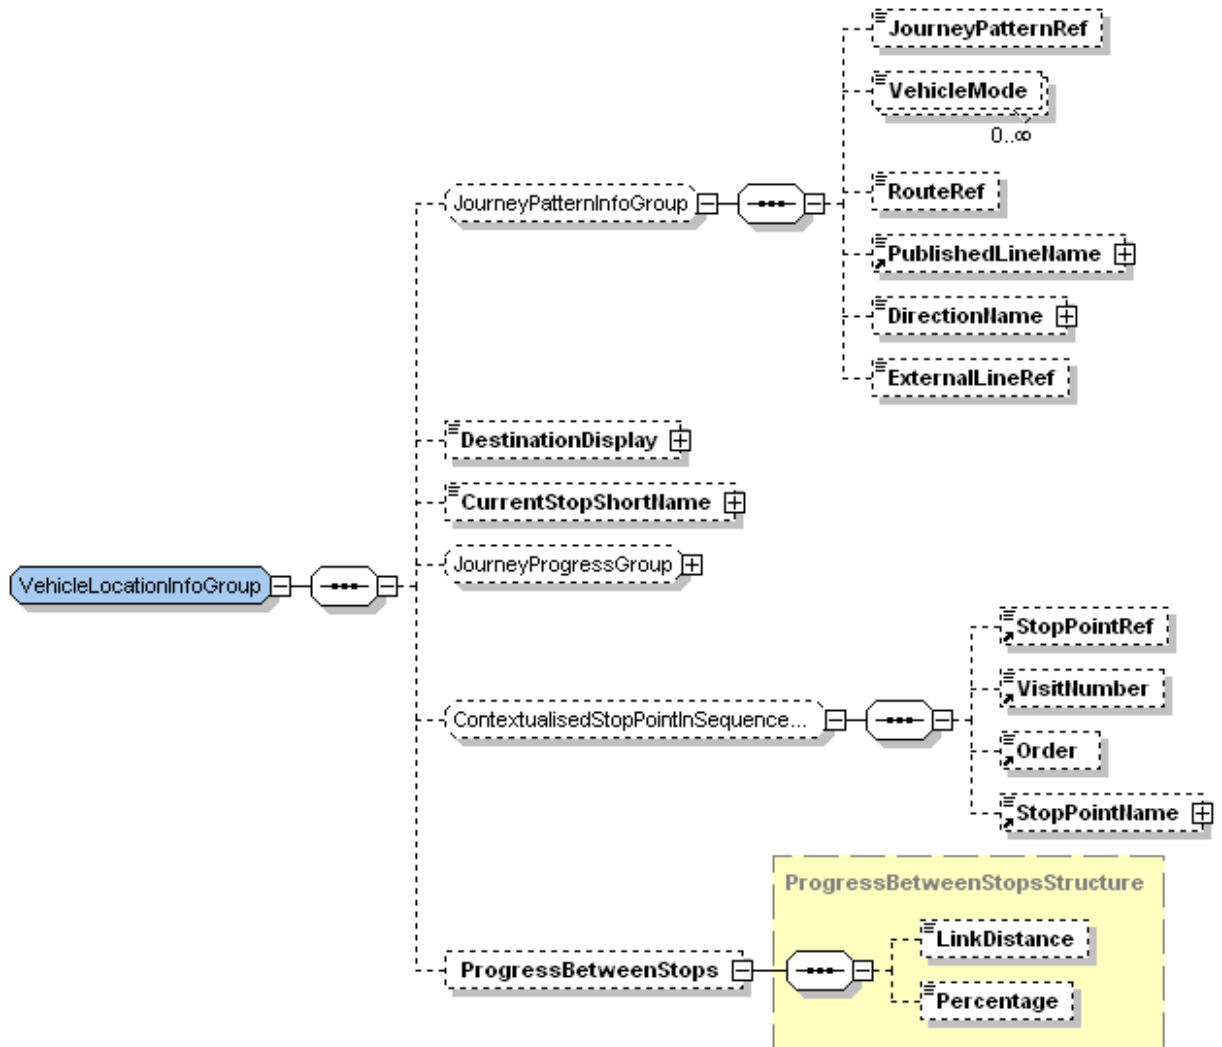 JourneyPatternRef
VehicleMode
0..∞
JourneyPatternInfoGroup
RouteRef
PublishedLineName
DirectionName
ExternalLineRef
DestinationDisplay
CurrentStopShortName
JourneyProgressGroup
VehicleLocationInfoGroup
StopPointRef
VisitNumber
ContextualisedStopPointInSequence...
Order
StopPointName
ProgressBetweenStopsStructure
LinkDistance
ProgressBetweenStops
Percentage